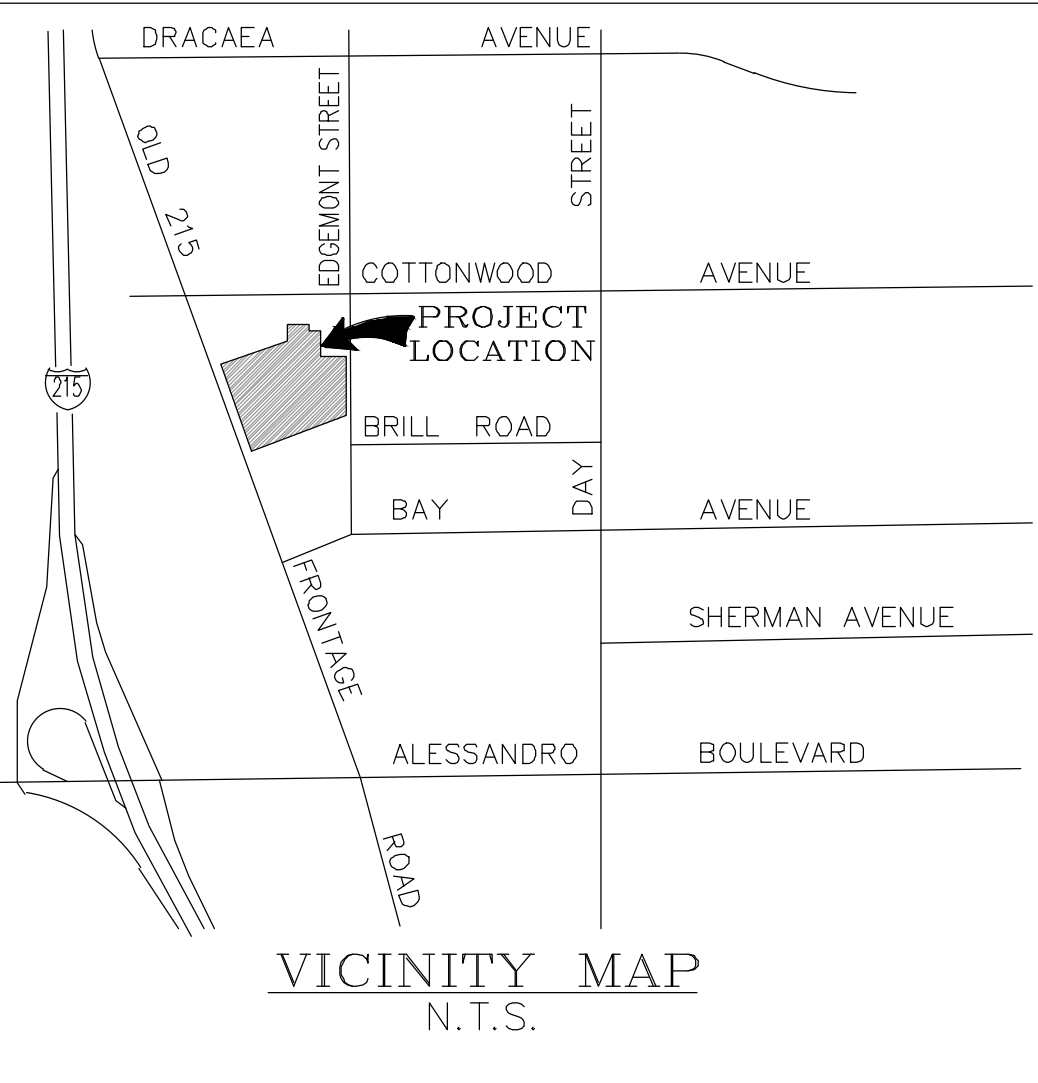 DRACAEA AVENUE
EDGEMONT STREET
DAY STREET
OLD 215 FRONTAGE ROAD
COTTONWOOD AVENUE
PROJECT
LOCATION
215
BRILL ROAD
BAY AVENUE
SHERMAN AVENUE
ALESSANDRO BOULEVARD
VICINITY MAP
N.T.S.